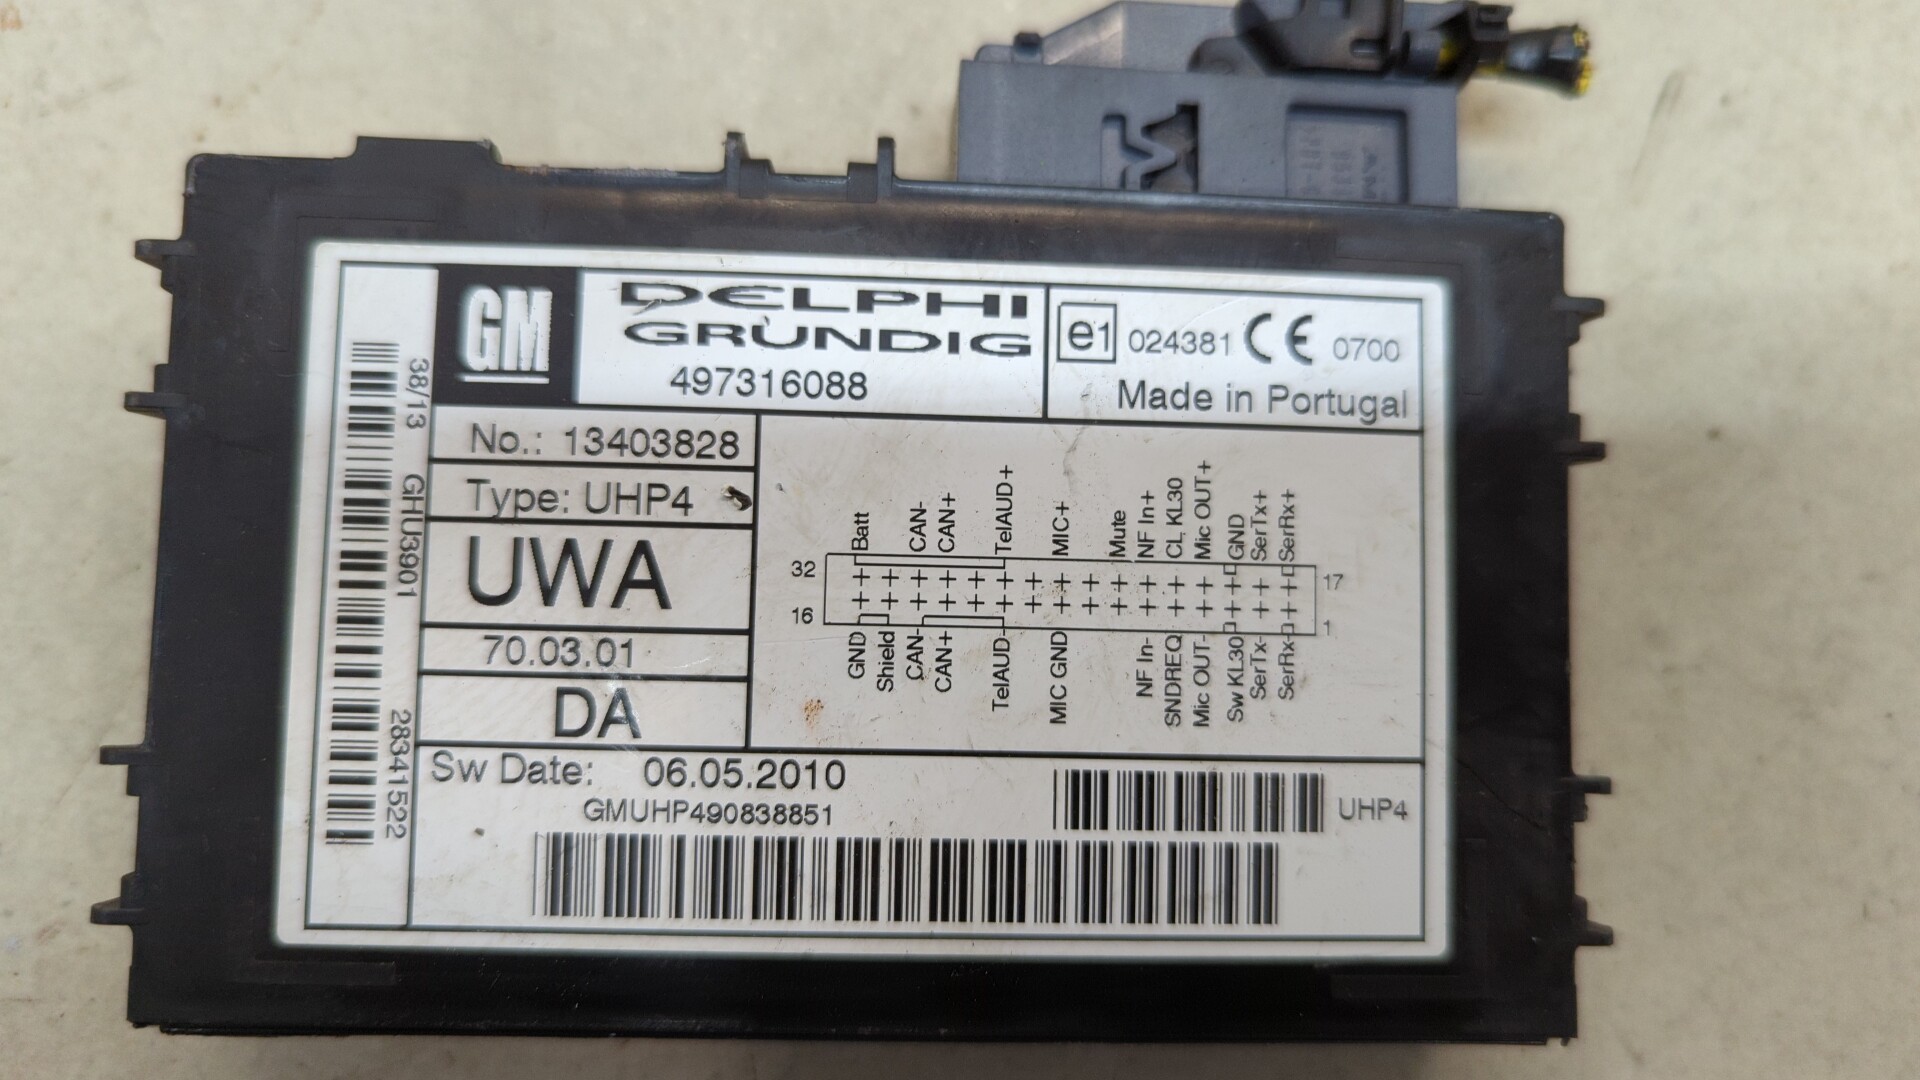 GM
DELPHI
GRUNDIG
497316088
e1 024381 CE 0700
Made in Portugal
No.: 13403828
Type: UHP4
UWA
70.03.01
DA
38/13 GHU3901 283415522
Batt CAN- CAN+ TelAUD+ MIC+ Mute NF In+ CL, KL30 Mic OUT+ GND SerTx+ SerRx+
32 17
16 1
GND Shield CAN- CAN+ TelAUD- MIC GND NF In- SNDREQ Mic OUT- Sw KL30 SerTx- SerRx-
Sw Date: 06.05.2010
GMUHP490838851
UHP4